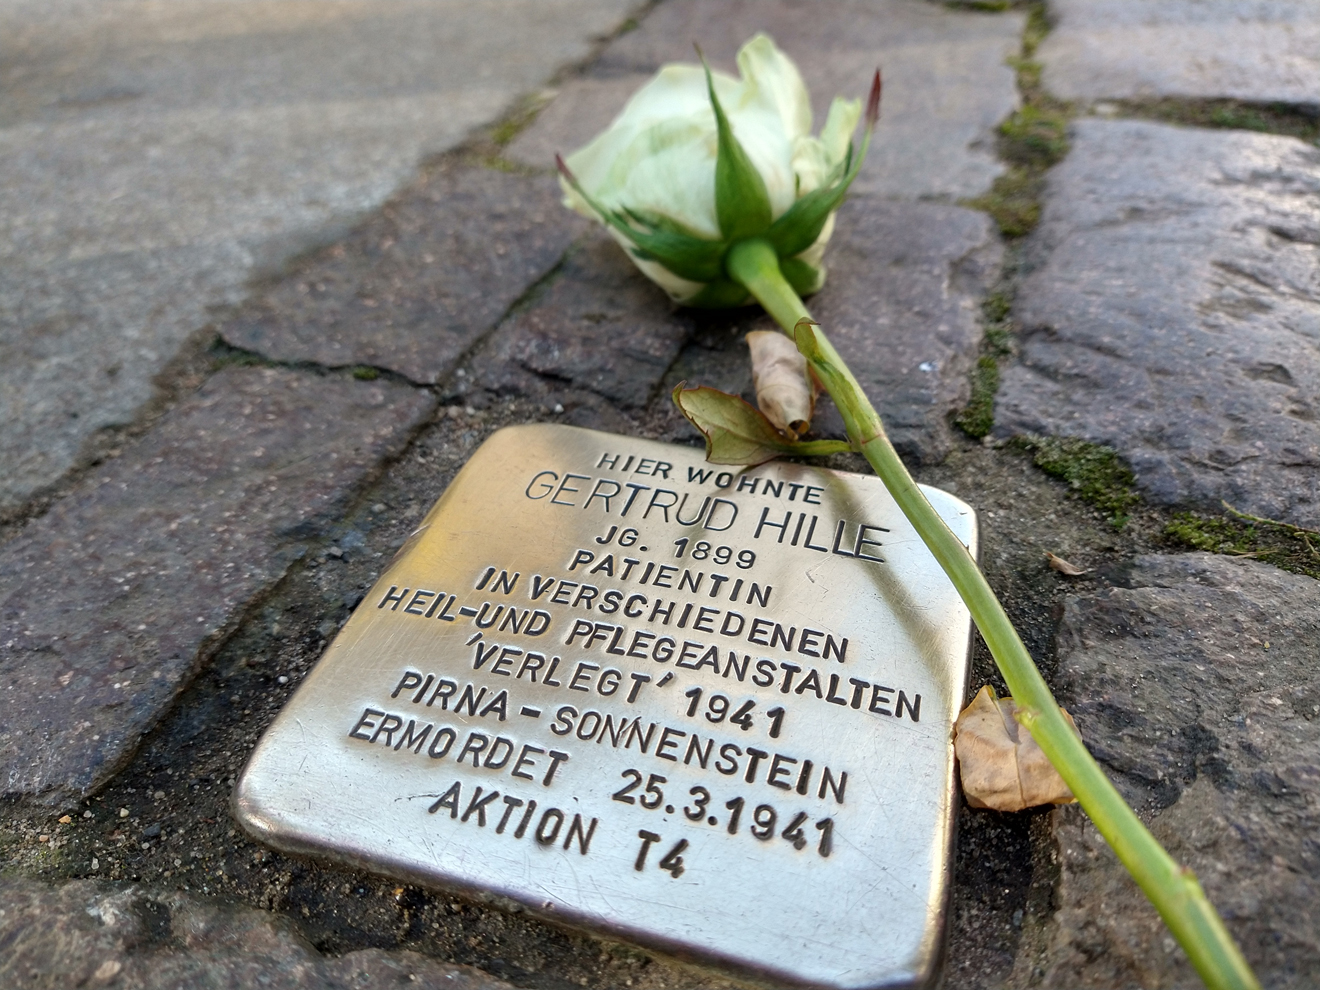 HIER WOHNTE
GERTRUD HILLE
JG. 1899
PATIENTIN
IN VERSCHIEDENEN
HEIL-UND PFLEGEANSTALTEN
'VERLEGT' 1941
PIRNA - SONNENSTEIN
ERMORDET 25.3.1941
AKTION T4